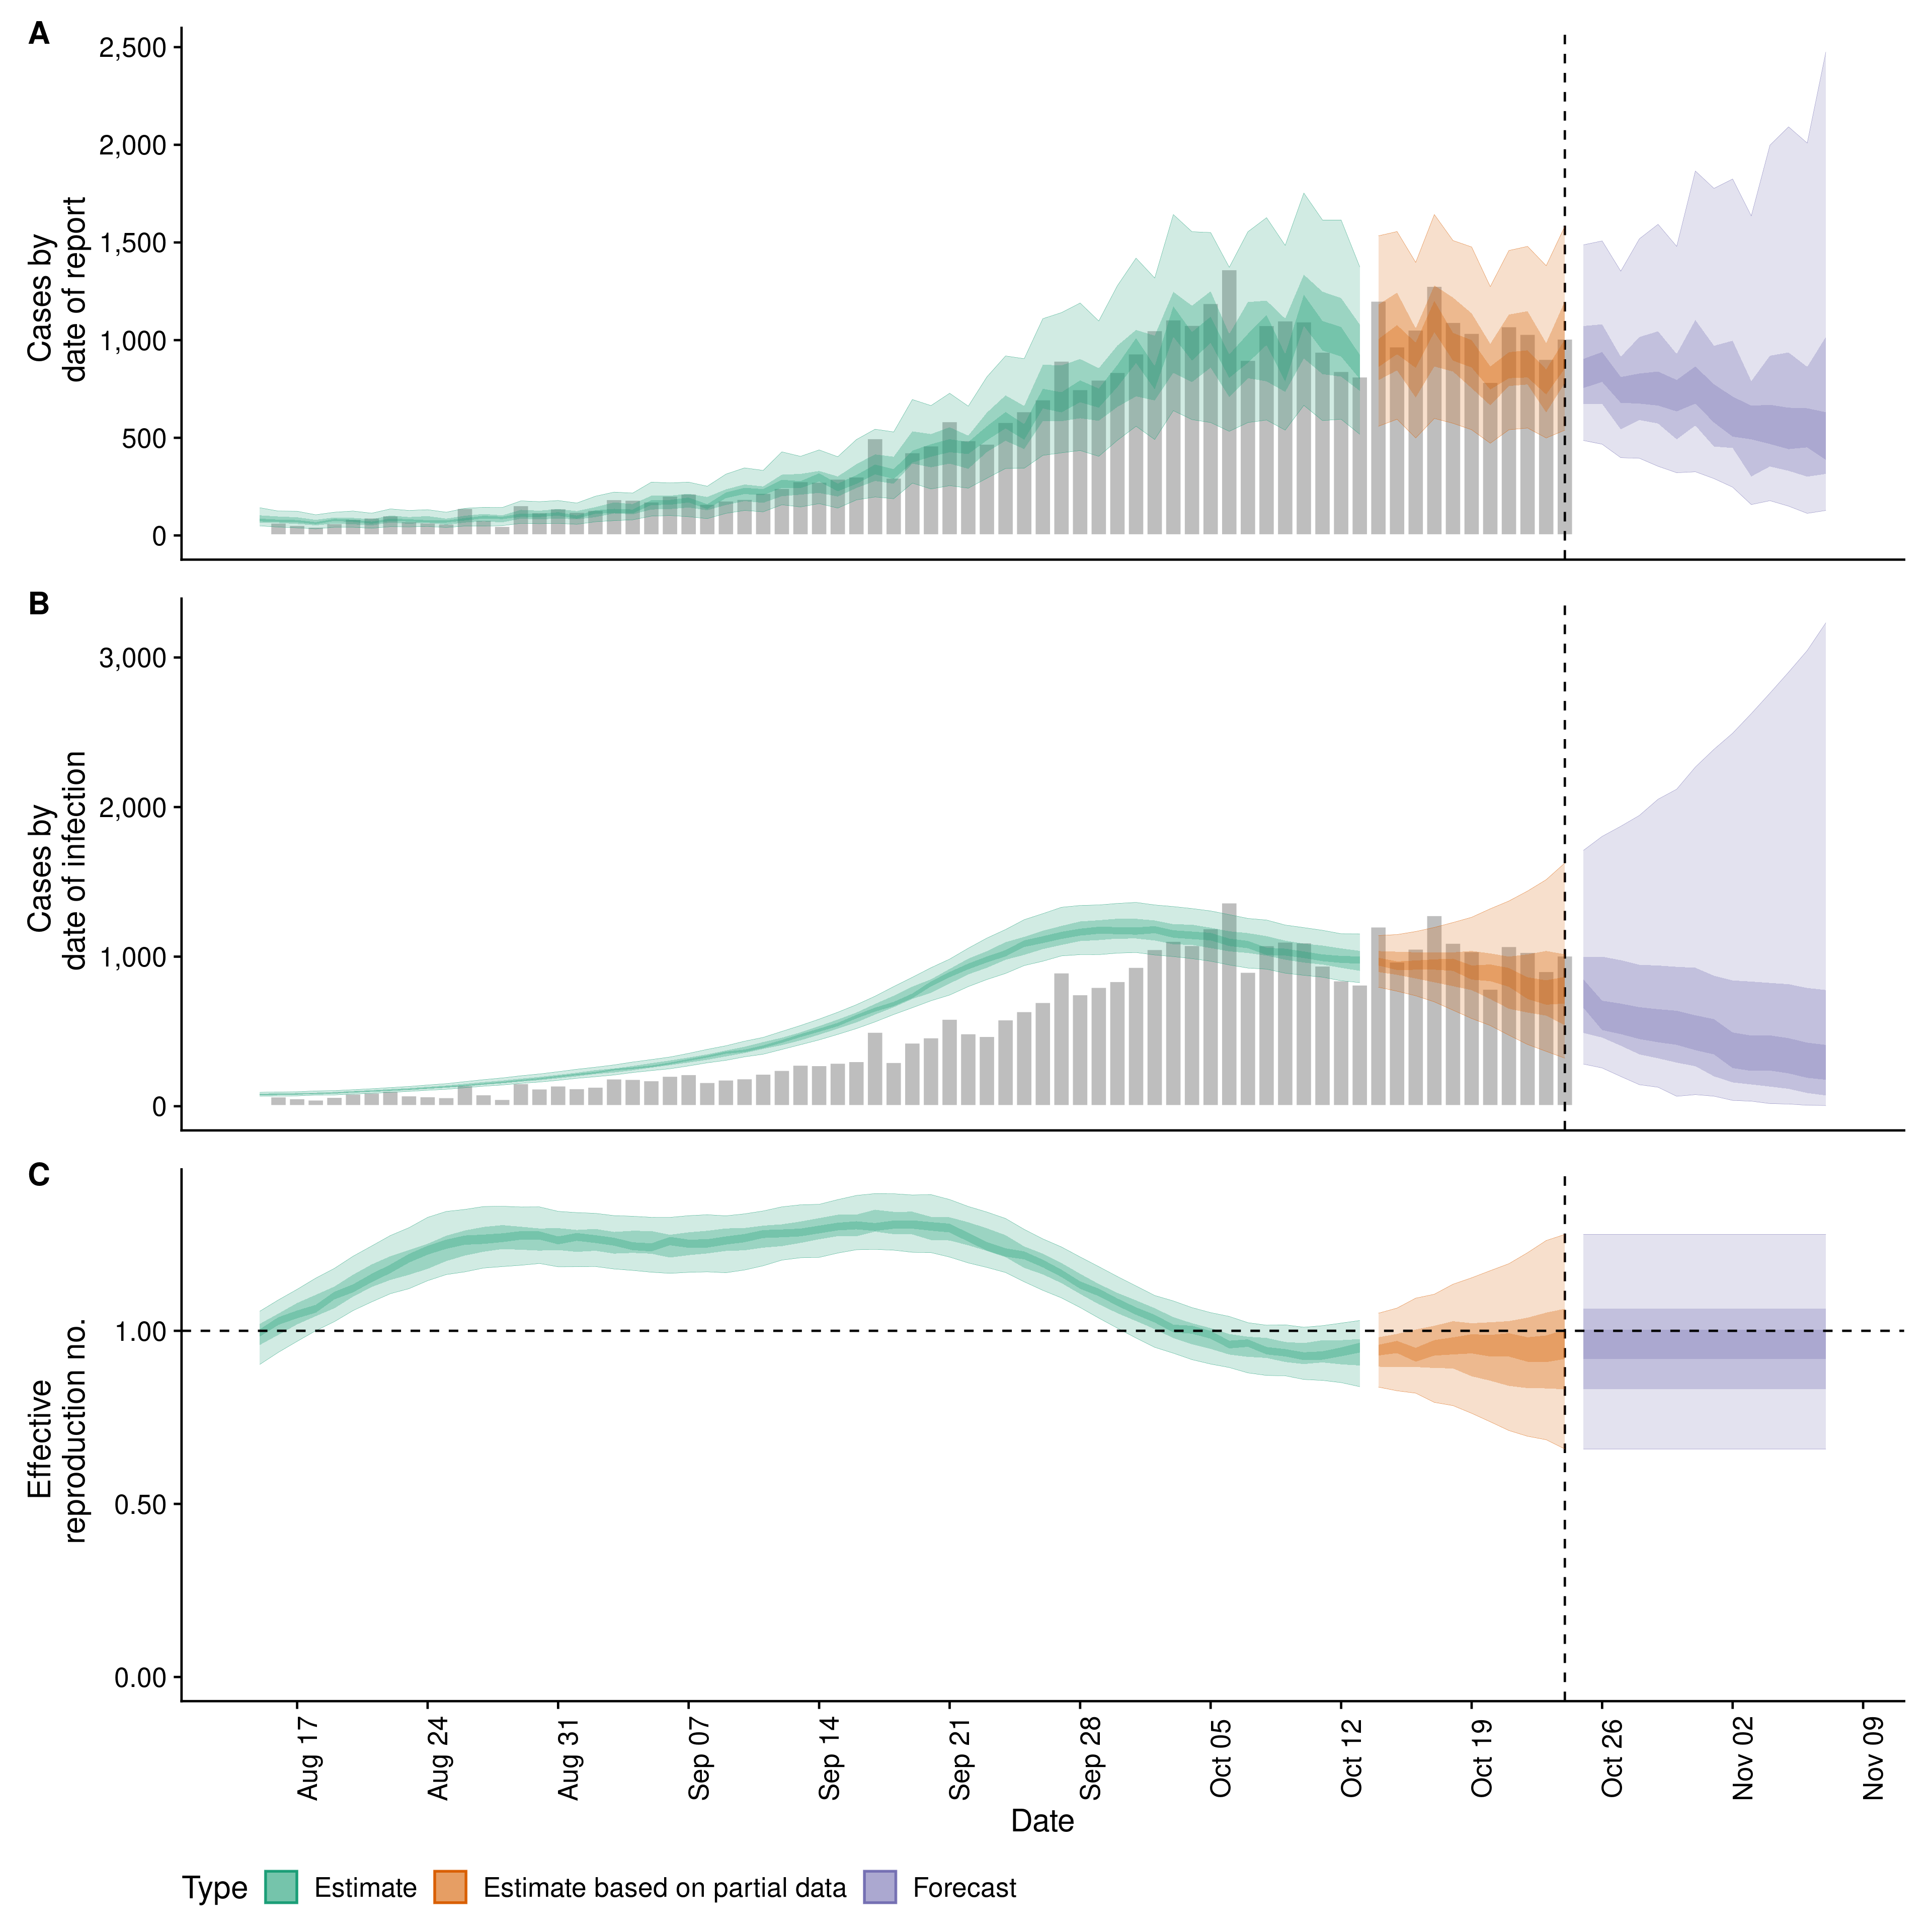 A
2,500
2,000
1,500
1,000
500
0
Cases by
date of report
B
3,000
2,000
1,000
0
Cases by
date of infection
C
1.00
0.50
0.00
Effective
reproduction no.
Aug 17
Aug 24
Aug 31
Sep 07
Sep 14
Sep 21
Sep 28
Oct 05
Oct 12
Oct 19
Oct 26
Nov 02
Nov 09
Date
Type Estimate Estimate based on partial data Forecast